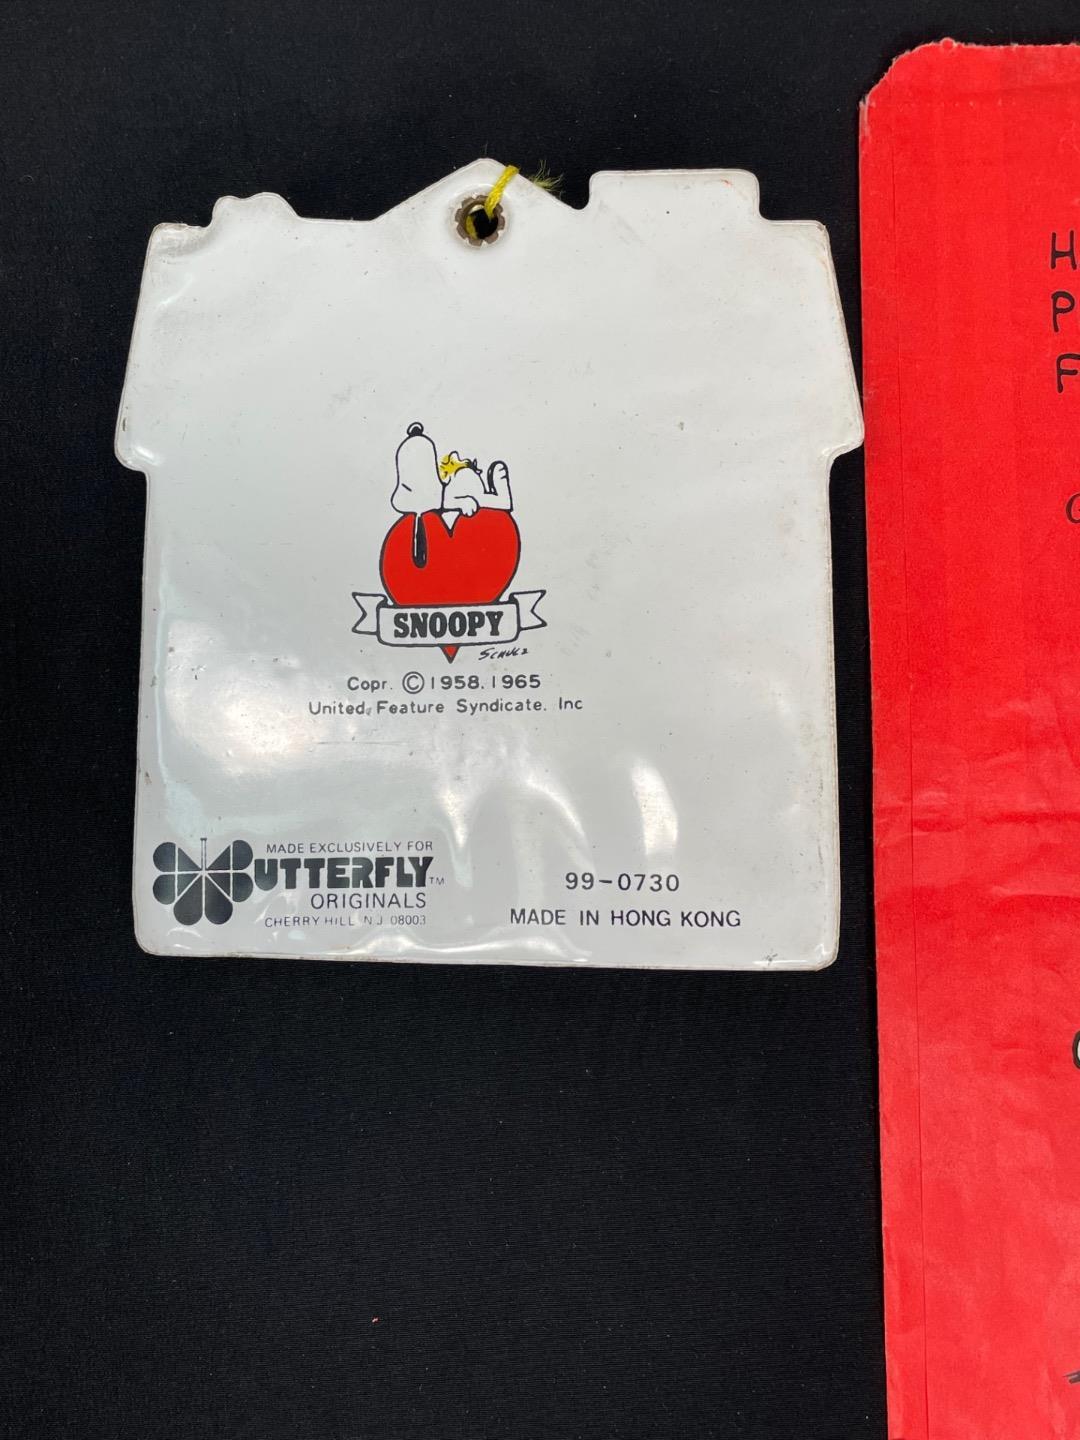 SNOOPY
SCHULZ
Copr. © 1958. 1965
United Feature Syndicate. Inc
MADE EXCLUSIVELY FOR
BUTTERFLY™
ORIGINALS
CHERRY HILL N.J 08003
99-0730
MADE IN HONG KONG
H
P
F